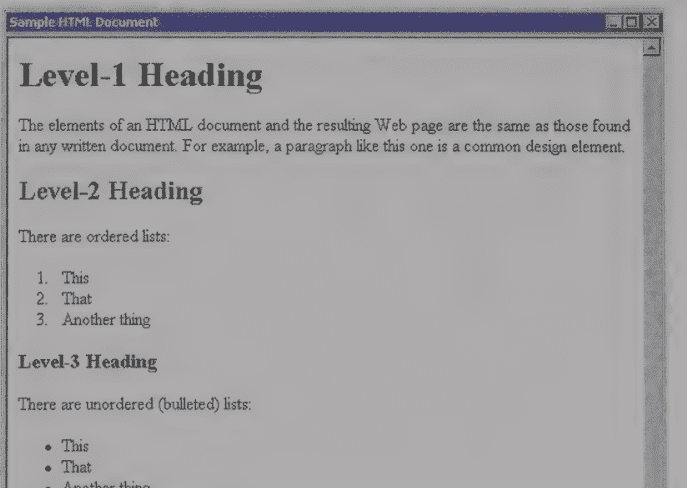 Sample HTML Document
Level-1 Heading
The elements of an HTML document and the resulting Web page are the same as those found
in any written document. For example, a paragraph like this one is a common design element.
Level-2 Heading
There are ordered lists:
1. This
2. That
3. Another thing
Level-3 Heading
There are unordered (bulleted) lists:
• This
• That
Another thing